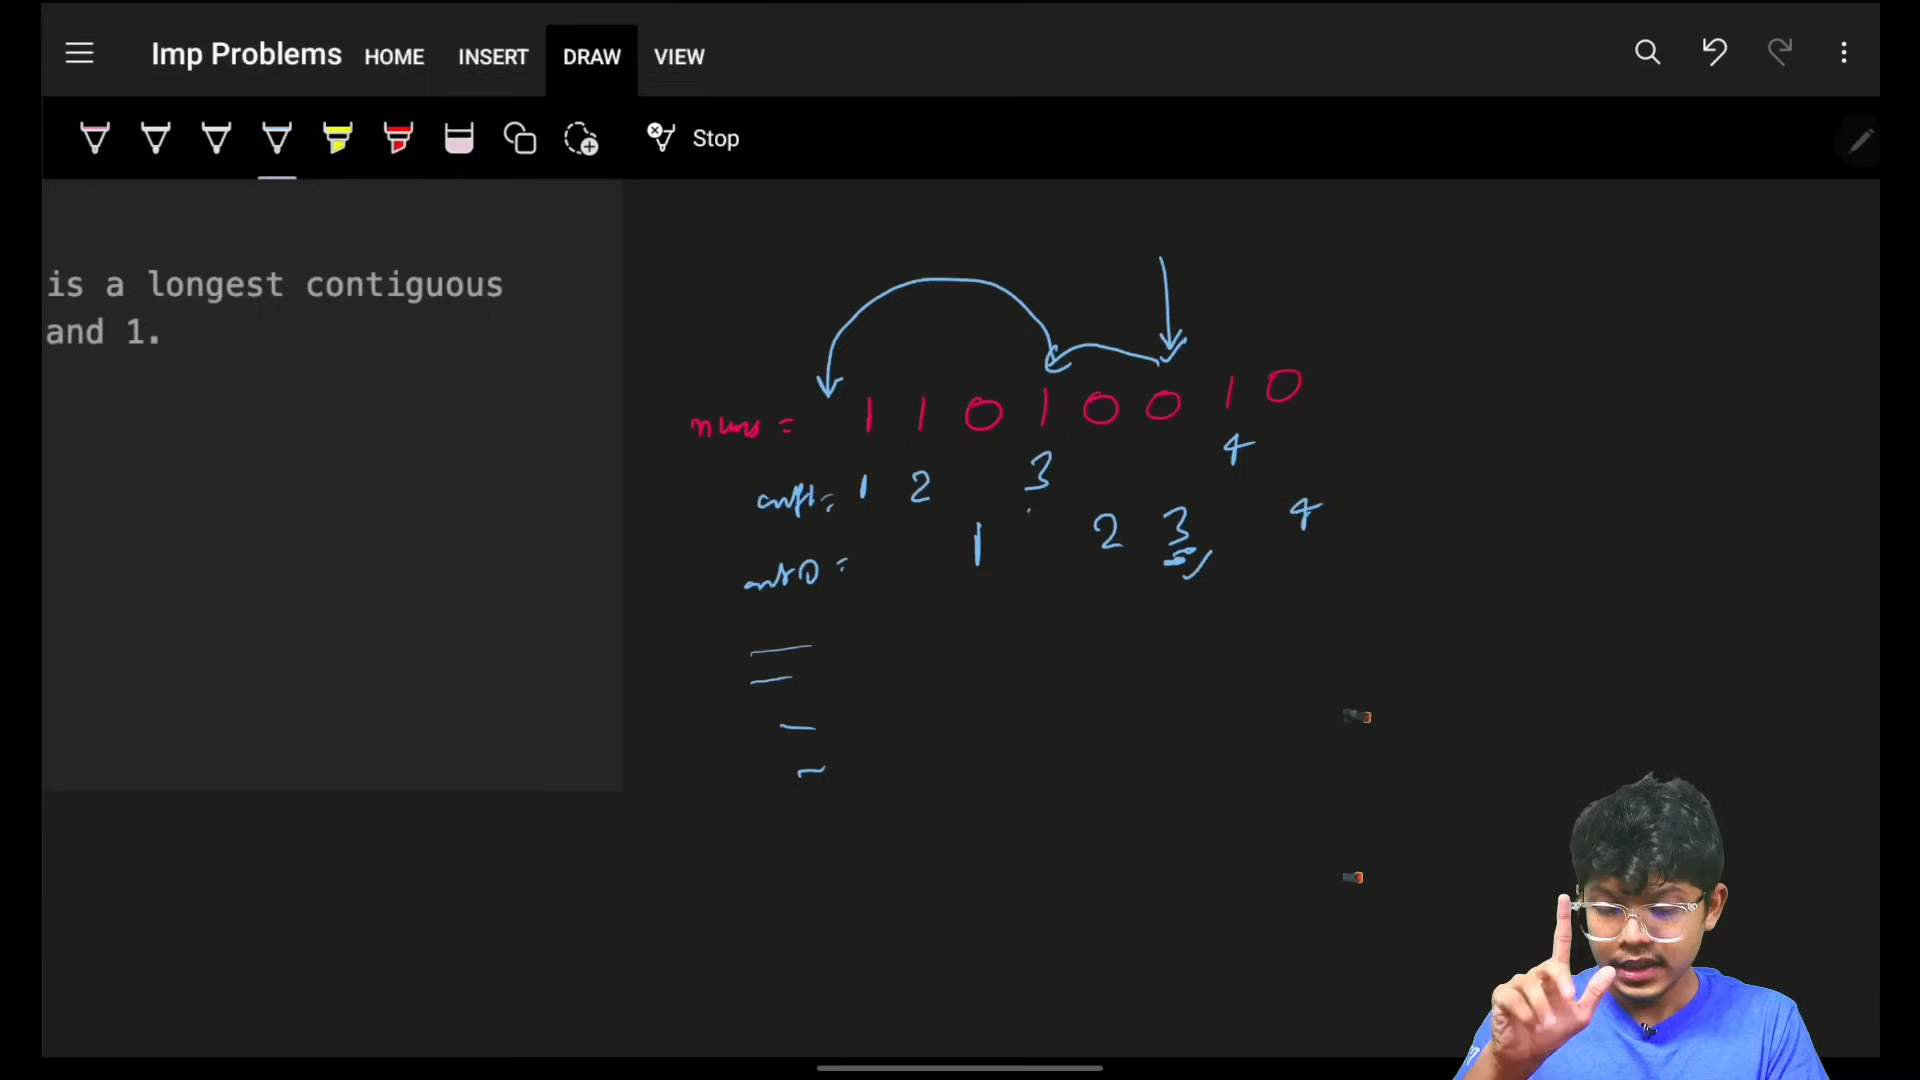 Imp Problems HOME INSERT DRAW VIEW
Stop
is a longest contiguous
and 1.
nums = 1 1 0 1 0 0 1 0
cnt1= 1 2 3 4
cnt0 = 1 2 3 4